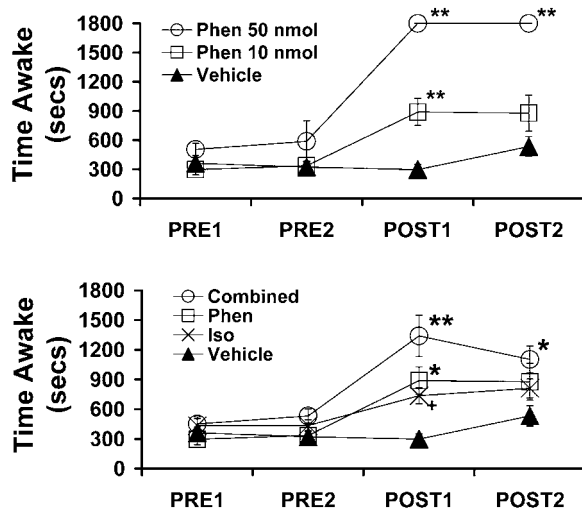 Time Awake
(secs)
1800
1500
1200
900
600
300
0
Phen 50 nmol
Phen 10 nmol
Vehicle
**
**
**
PRE1 PRE2 POST1 POST2
Time Awake
(secs)
1800
1500
1200
900
600
300
0
Combined
Phen
Iso
Vehicle
**
*
*
+
PRE1 PRE2 POST1 POST2